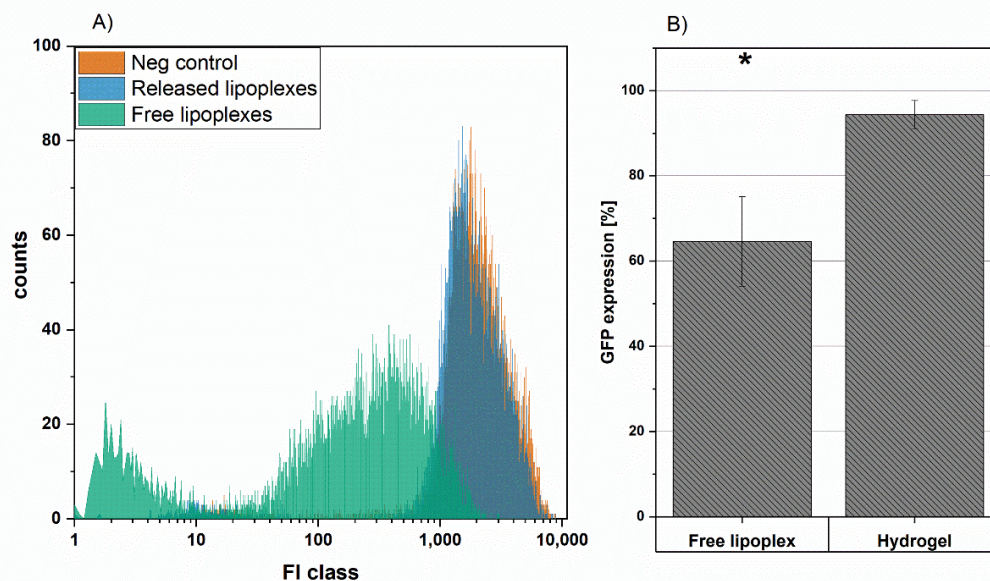 A)
100
80
60
40
20
0
counts
Neg control
Released lipoplexes
Free lipoplexes
1
10
100
1,000
10,000
FI class
B)
*
100
80
60
40
20
0
GFP expression [%]
Free lipoplex
Hydrogel